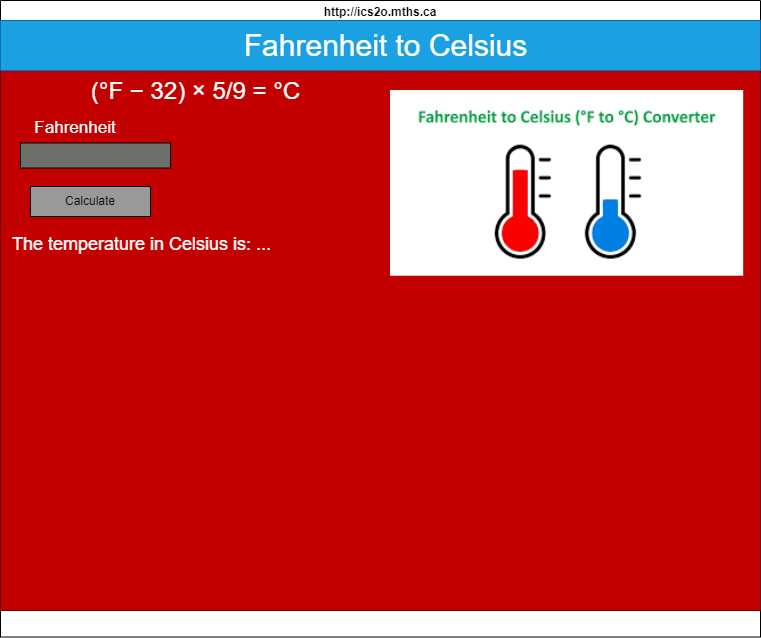 http://ics2o.mths.ca
Fahrenheit to Celsius
(°F − 32) × 5/9 = °C
Fahrenheit to Celsius (°F to °C) Converter
Fahrenheit
Calculate
The temperature in Celsius is: ...